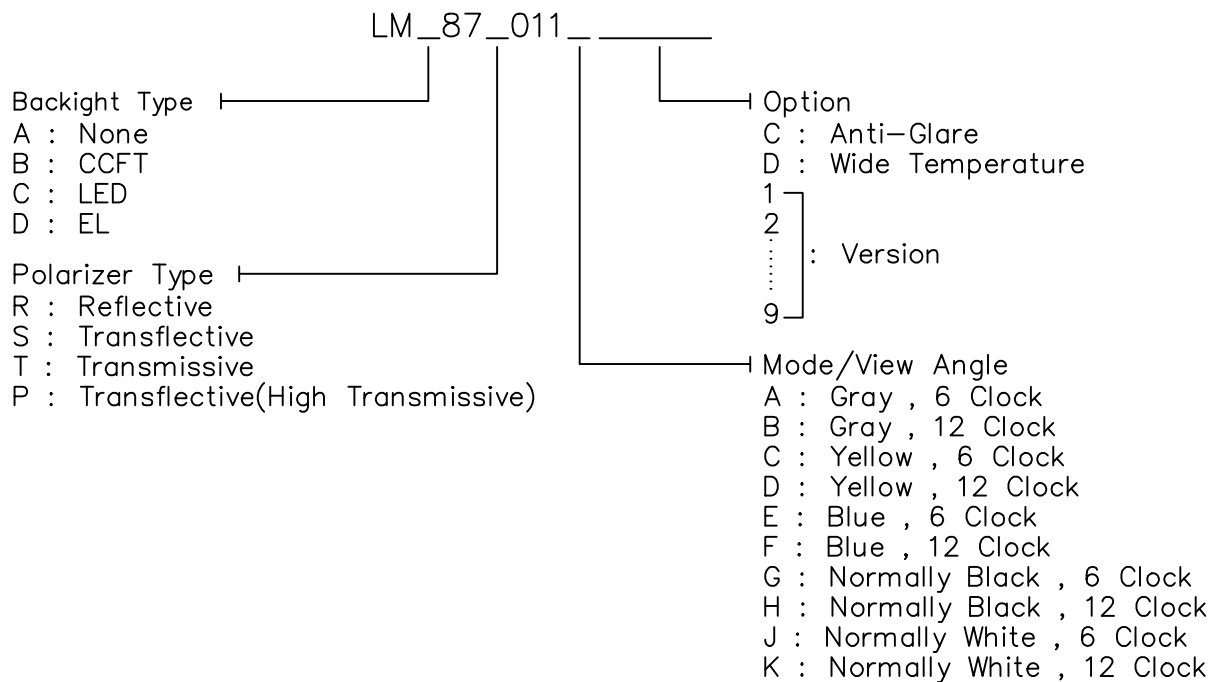 LM_87_011_ ______
Backight Type
A : None
B : CCFT
C : LED
D : EL
Polarizer Type
R : Reflective
S : Transflective
T : Transmissive
P : Transflective(High Transmissive)
Option
C : Anti-Glare
D : Wide Temperature
1
2
: Version
9
Mode/View Angle
A : Gray , 6 Clock
B : Gray , 12 Clock
C : Yellow , 6 Clock
D : Yellow , 12 Clock
E : Blue , 6 Clock
F : Blue , 12 Clock
G : Normally Black , 6 Clock
H : Normally Black , 12 Clock
J : Normally White , 6 Clock
K : Normally White , 12 Clock